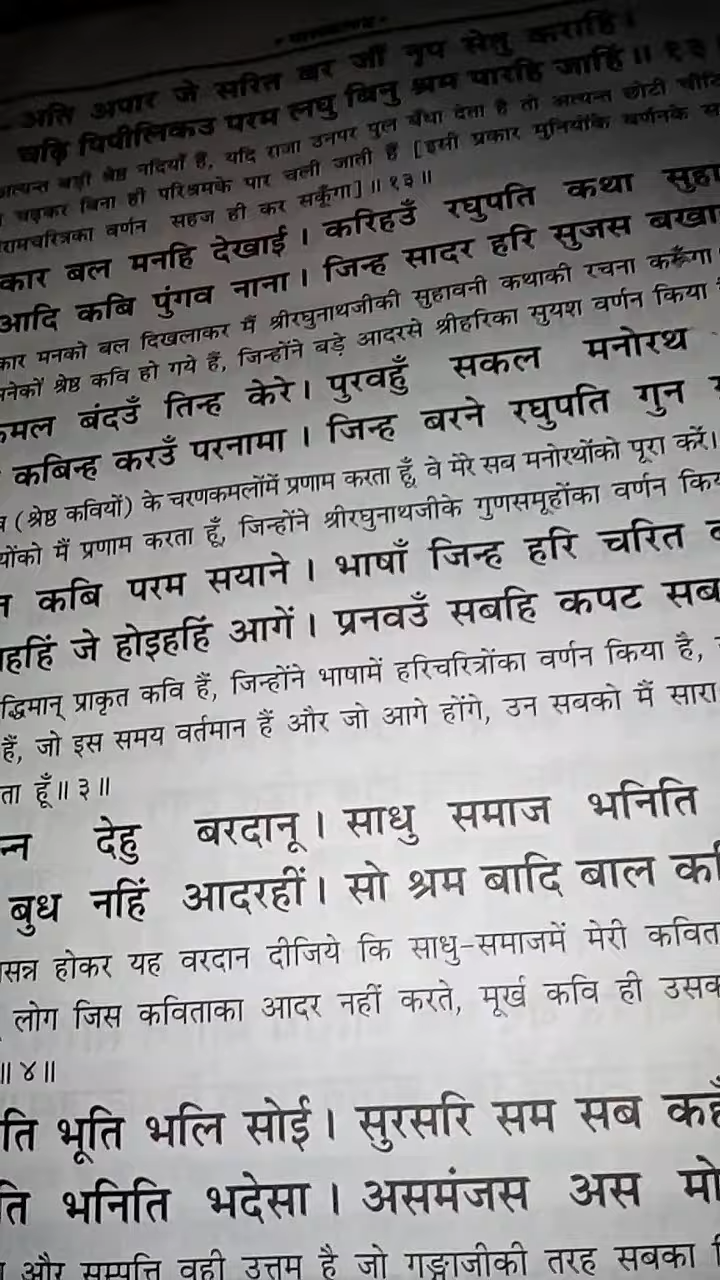 अति अपार जे सरित बर जौं नृप सेतु कराहिं।
चढ़ि पिपीलिकउ परम लघु बिनु श्रम पारहि जाहिं॥ १३
अत्यन्त बड़ी श्रेष्ठ नदियाँ हैं, यदि राजा उनपर पुल बँधा देता है तो अत्यन्त छोटी
चढ़कर बिना ही परिश्रमके पार चली जाती हैं [इसी प्रकार मुनियोंके वर्णनके
रामचरित्रका वर्णन सहज ही कर सकूँगा]॥ १३॥
कार बल मनहि देखाई। करिहउँ रघुपति कथा
आदि कबि पुंगव नाना। जिन्ह सादर हरि सुजस
कार मनको बल दिखलाकर मैं श्रीरघुनाथजीकी सुहावनी कथाकी रचना करूँगा
नेकों श्रेष्ठ कवि हो गये हैं, जिन्होंने बड़े आदरसे श्रीहरिका सुयश वर्णन किया
मल बंदउँ तिन्ह केरे। पुरवहुँ सकल मनोरथ
कबिन्ह करउँ परनामा। जिन्ह बरने रघुपति गुन
(श्रेष्ठ कवियों) के चरणकमलोंमें प्रणाम करता हूँ, वे मेरे सब मनोरथोंको पूरा करें।
योंको मैं प्रणाम करता हूँ, जिन्होंने श्रीरघुनाथजीके गुणसमूहोंका वर्णन
कबि परम सयाने। भाषाँ जिन्ह हरि चरित
हहिं जे होइहहिं आगें। प्रनवउँ सबहि कपट सब
द्धिमान् प्राकृत कवि हैं, जिन्होंने भाषामें हरिचरित्रोंका वर्णन किया है,
हैं, जो इस समय वर्तमान हैं और जो आगे होंगे, उन सबको मैं सारा
ता हूँ॥ ३॥
न्न देहु बरदानू। साधु समाज भनिति
बुध नहिं आदरहीं। सो श्रम बादि बाल
सन्न होकर यह वरदान दीजिये कि साधु-समाजमें मेरी
लोग जिस कविताका आदर नहीं करते, मूर्ख कवि ही
॥ ४॥
ति भूति भलि सोई। सुरसरि सम सब
ति भनिति भदेसा। असमंजस अस
और सम्पत्ति वही उत्तम है जो गङ्गाजीकी तरह सबका